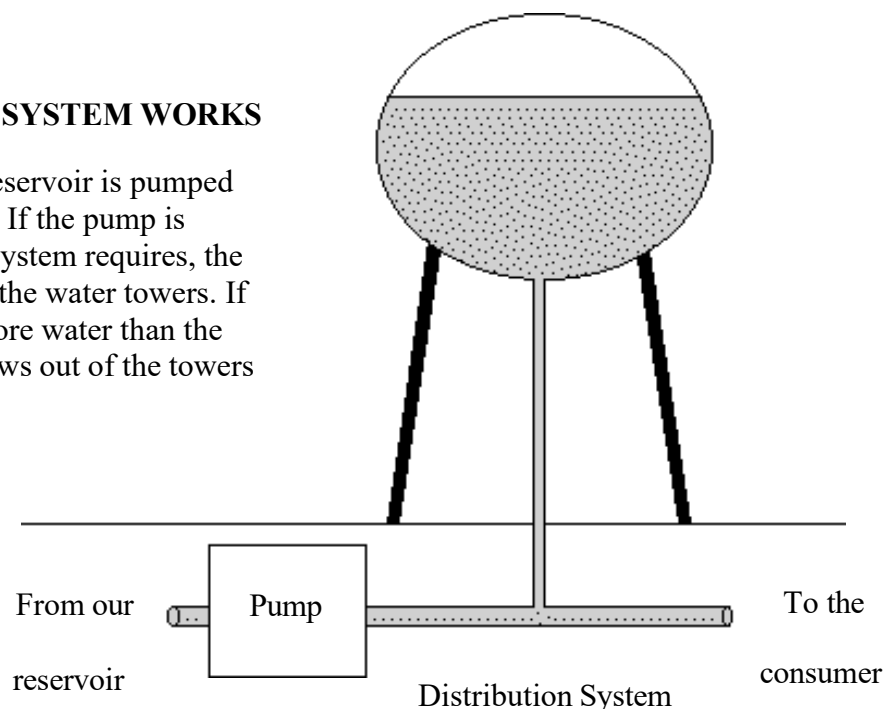 SYSTEM WORKS
eservoir is pumped
If the pump is
ystem requires, the
the water towers. If
ore water than the
ws out of the towers
From our
reservoir
Pump
To the
consumer
Distribution System